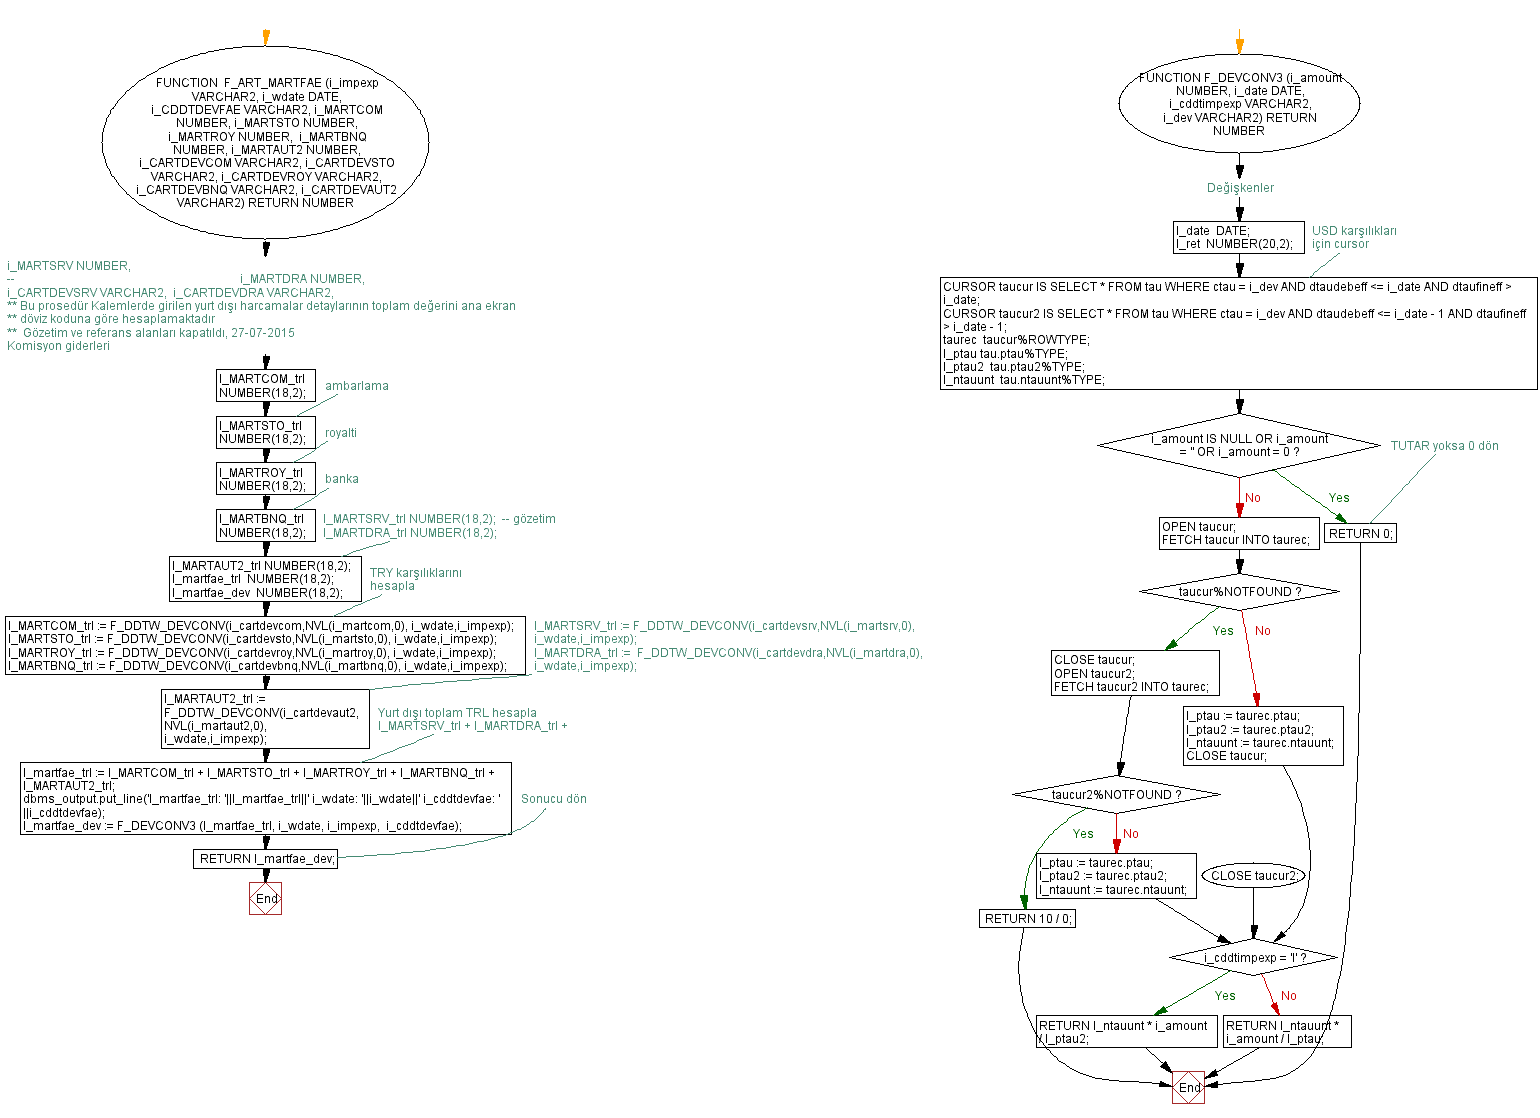 FUNCTION  F_ART_MARTFAE (i_impexp
VARCHAR2, i_wdate DATE,
i_CDDTDEVFAE VARCHAR2, i_MARTCOM
NUMBER, i_MARTSTO NUMBER,
i_MARTROY NUMBER,  i_MARTBNQ
NUMBER, i_MARTAUT2 NUMBER,
i_CARTDEVCOM VARCHAR2, i_CARTDEVSTO
VARCHAR2, i_CARTDEVROY VARCHAR2,
i_CARTDEVBNQ VARCHAR2, i_CARTDEVAUT2
VARCHAR2) RETURN NUMBER
i_MARTSRV NUMBER,
--  i_MARTDRA NUMBER,
i_CARTDEVSRV VARCHAR2,  i_CARTDEVDRA VARCHAR2,
** Bu prosedür Kalemlerde girilen yurt dışı harcamalar detaylarının toplam değerini ana ekran
** döviz koduna göre hesaplamaktadır
**  Gözetim ve referans alanları kapatıldı, 27-07-2015
Komisyon giderleri
l_MARTCOM_trl
NUMBER(18,2);
ambarlama
l_MARTSTO_trl
NUMBER(18,2);
royalti
l_MARTROY_trl
NUMBER(18,2);
banka
l_MARTBNQ_trl
NUMBER(18,2);
l_MARTSRV_trl NUMBER(18,2);  -- gözetim
l_MARTDRA_trl NUMBER(18,2);
l_MARTAUT2_trl NUMBER(18,2);
l_martfae_trl  NUMBER(18,2);
l_martfae_dev  NUMBER(18,2);
TRY karşılıklarını
hesapla
l_MARTCOM_trl := F_DDTW_DEVCONV(i_cartdevcom,NVL(i_martcom,0), i_wdate,i_impexp);
l_MARTSTO_trl := F_DDTW_DEVCONV(i_cartdevsto,NVL(i_martsto,0), i_wdate,i_impexp);
l_MARTROY_trl := F_DDTW_DEVCONV(i_cartdevroy,NVL(i_martroy,0), i_wdate,i_impexp);
l_MARTBNQ_trl := F_DDTW_DEVCONV(i_cartdevbnq,NVL(i_martbnq,0), i_wdate,i_impexp);
l_MARTSRV_trl := F_DDTW_DEVCONV(i_cartdevsrv,NVL(i_martsrv,0),
i_wdate,i_impexp);
l_MARTDRA_trl :=  F_DDTW_DEVCONV(i_cartdevdra,NVL(i_martdra,0),
i_wdate,i_impexp);
l_MARTAUT2_trl :=
F_DDTW_DEVCONV(i_cartdevaut2,
NVL(i_martaut2,0),
i_wdate,i_impexp);
Yurt dışı toplam TRL hesapla
l_MARTSRV_trl + l_MARTDRA_trl +
l_martfae_trl := l_MARTCOM_trl + l_MARTSTO_trl + l_MARTROY_trl + l_MARTBNQ_trl +
l_MARTAUT2_trl;
dbms_output.put_line('l_martfae_trl: '||l_martfae_trl||' i_wdate: '||i_wdate||' i_cddtdevfae: '
||i_cddtdevfae);
l_martfae_dev := F_DEVCONV3 (l_martfae_trl, i_wdate, i_impexp,  i_cddtdevfae);
Sonucu dön
RETURN l_martfae_dev;
End
FUNCTION F_DEVCONV3 (i_amount
NUMBER, i_date DATE,
i_cddtimpexp VARCHAR2,
i_dev VARCHAR2) RETURN
NUMBER
Değişkenler
l_date  DATE;
l_ret  NUMBER(20,2);
USD karşılıkları
için cursor
CURSOR taucur IS SELECT * FROM tau WHERE ctau = i_dev AND dtaudebeff <= i_date AND dtaufineff >
i_date;
CURSOR taucur2 IS SELECT * FROM tau WHERE ctau = i_dev AND dtaudebeff <= i_date - 1 AND dtaufineff
> i_date - 1;
taurec  taucur%ROWTYPE;
l_ptau tau.ptau%TYPE;
l_ptau2  tau.ptau2%TYPE;
l_ntauunt  tau.ntauunt%TYPE;
i_amount IS NULL OR i_amount
= '' OR i_amount = 0 ?
TUTAR yoksa 0 dön
No
Yes
OPEN taucur;
FETCH taucur INTO taurec;
RETURN 0;
taucur%NOTFOUND ?
Yes
No
CLOSE taucur;
OPEN taucur2;
FETCH taucur2 INTO taurec;
l_ptau := taurec.ptau;
l_ptau2 := taurec.ptau2;
l_ntauunt := taurec.ntauunt;
CLOSE taucur;
taucur2%NOTFOUND ?
Yes
No
l_ptau := taurec.ptau;
l_ptau2 := taurec.ptau2;
l_ntauunt := taurec.ntauunt;
CLOSE taucur2;
RETURN 10 / 0;
i_cddtimpexp = 'I' ?
Yes
No
RETURN l_ntauunt * i_amount
/ l_ptau2;
RETURN l_ntauunt *
i_amount / l_ptau;
End